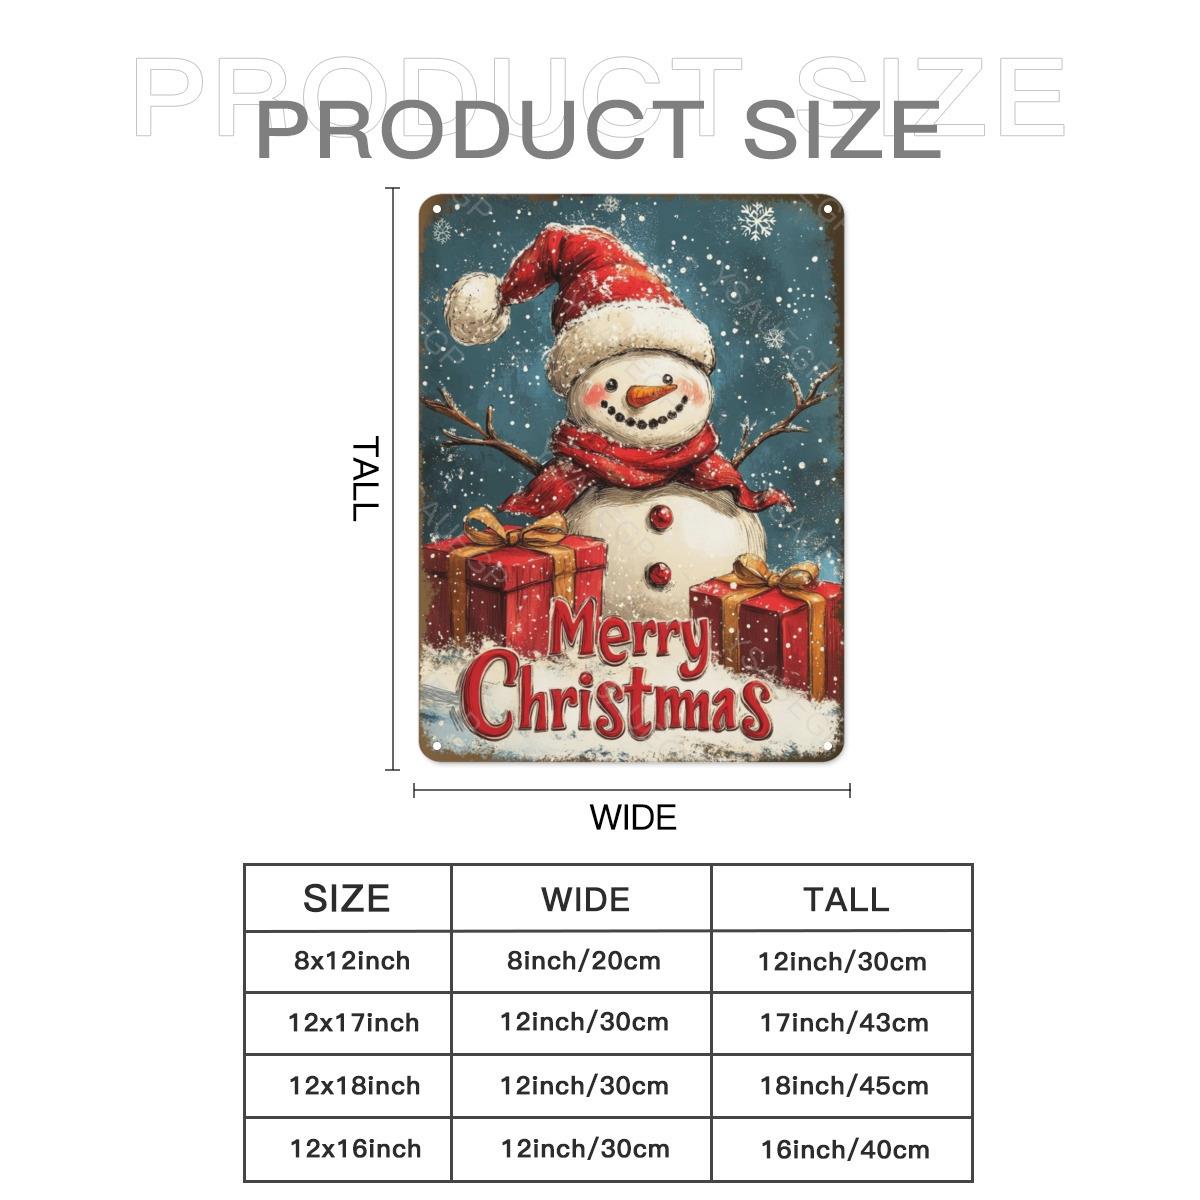 PRODUCT SIZE
PRODUCT SIZE
TALL
Merry
Christmas
WIDE
SIZE WIDE TALL
8x12inch 8inch/20cm 12inch/30cm
12x17inch 12inch/30cm 17inch/43cm
12x18inch 12inch/30cm 18inch/45cm
12x16inch 12inch/30cm 16inch/40cm